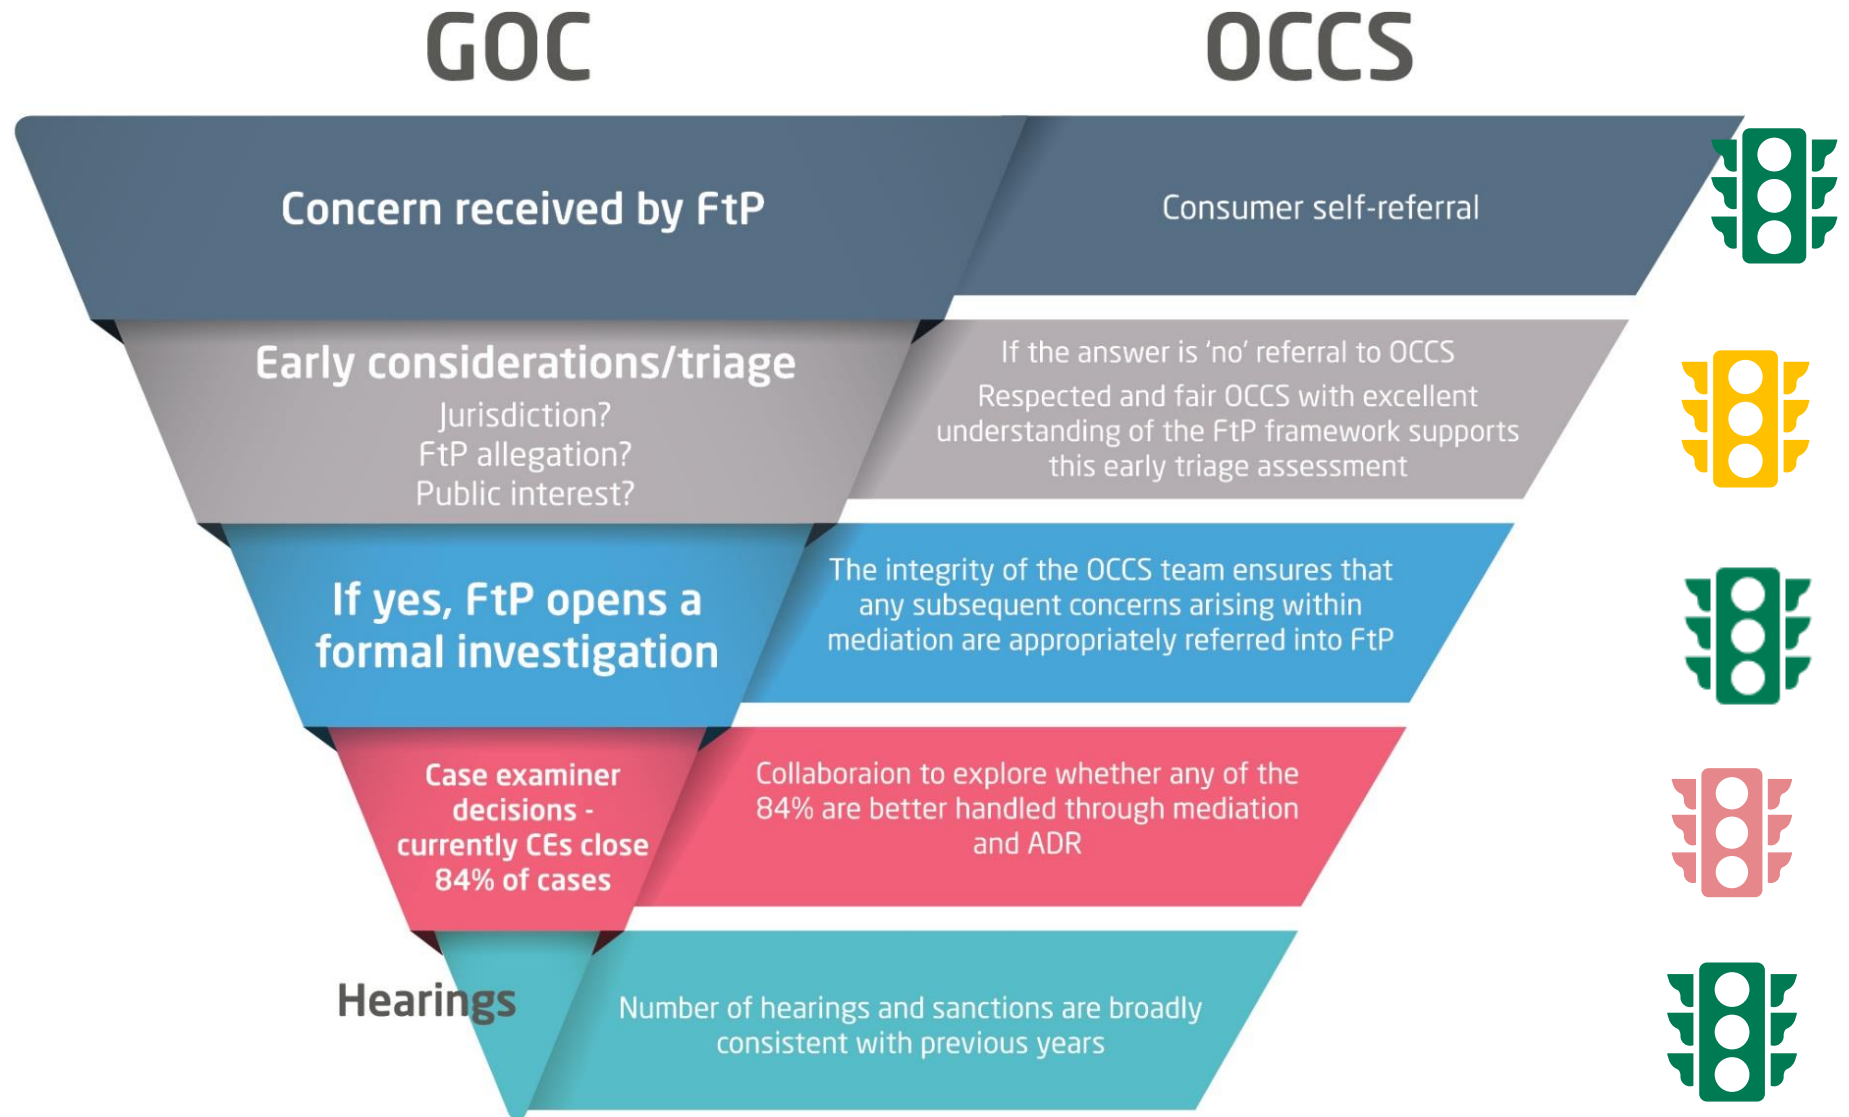 GOC
OCCS
Concern received by FtP
Consumer self-referral
Early considerations/triage
Jurisdiction?
FtP allegation?
Public interest?
If the answer is ‘no’ referral to OCCS
Respected and fair OCCS with excellent
understanding of the FtP framework supports
this early triage assessment
If yes, FtP opens a
formal investigation
The integrity of the OCCS team ensures that
any subsequent concerns arising within
mediation are appropriately referred into FtP
Case examiner
decisions -
currently CEs close
84% of cases
Collaboraion to explore whether any of the
84% are better handled through mediation
and ADR
Hearings
Number of hearings and sanctions are broadly
consistent with previous years